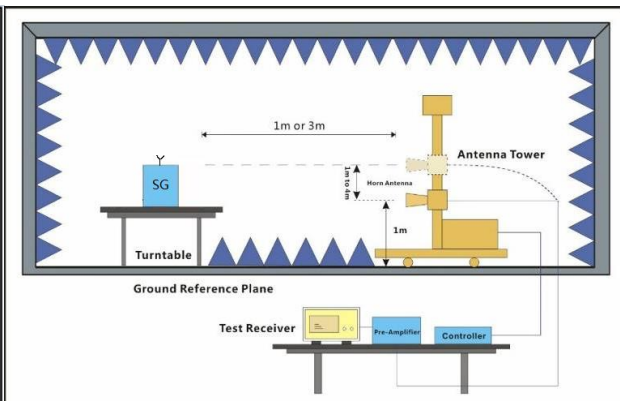 1m or 3m
Antenna Tower
SG
1m to 4m
Horn Antenna
1m
Turntable
Ground Reference Plane
Test Receiver
Pre-Amplifier
Controller